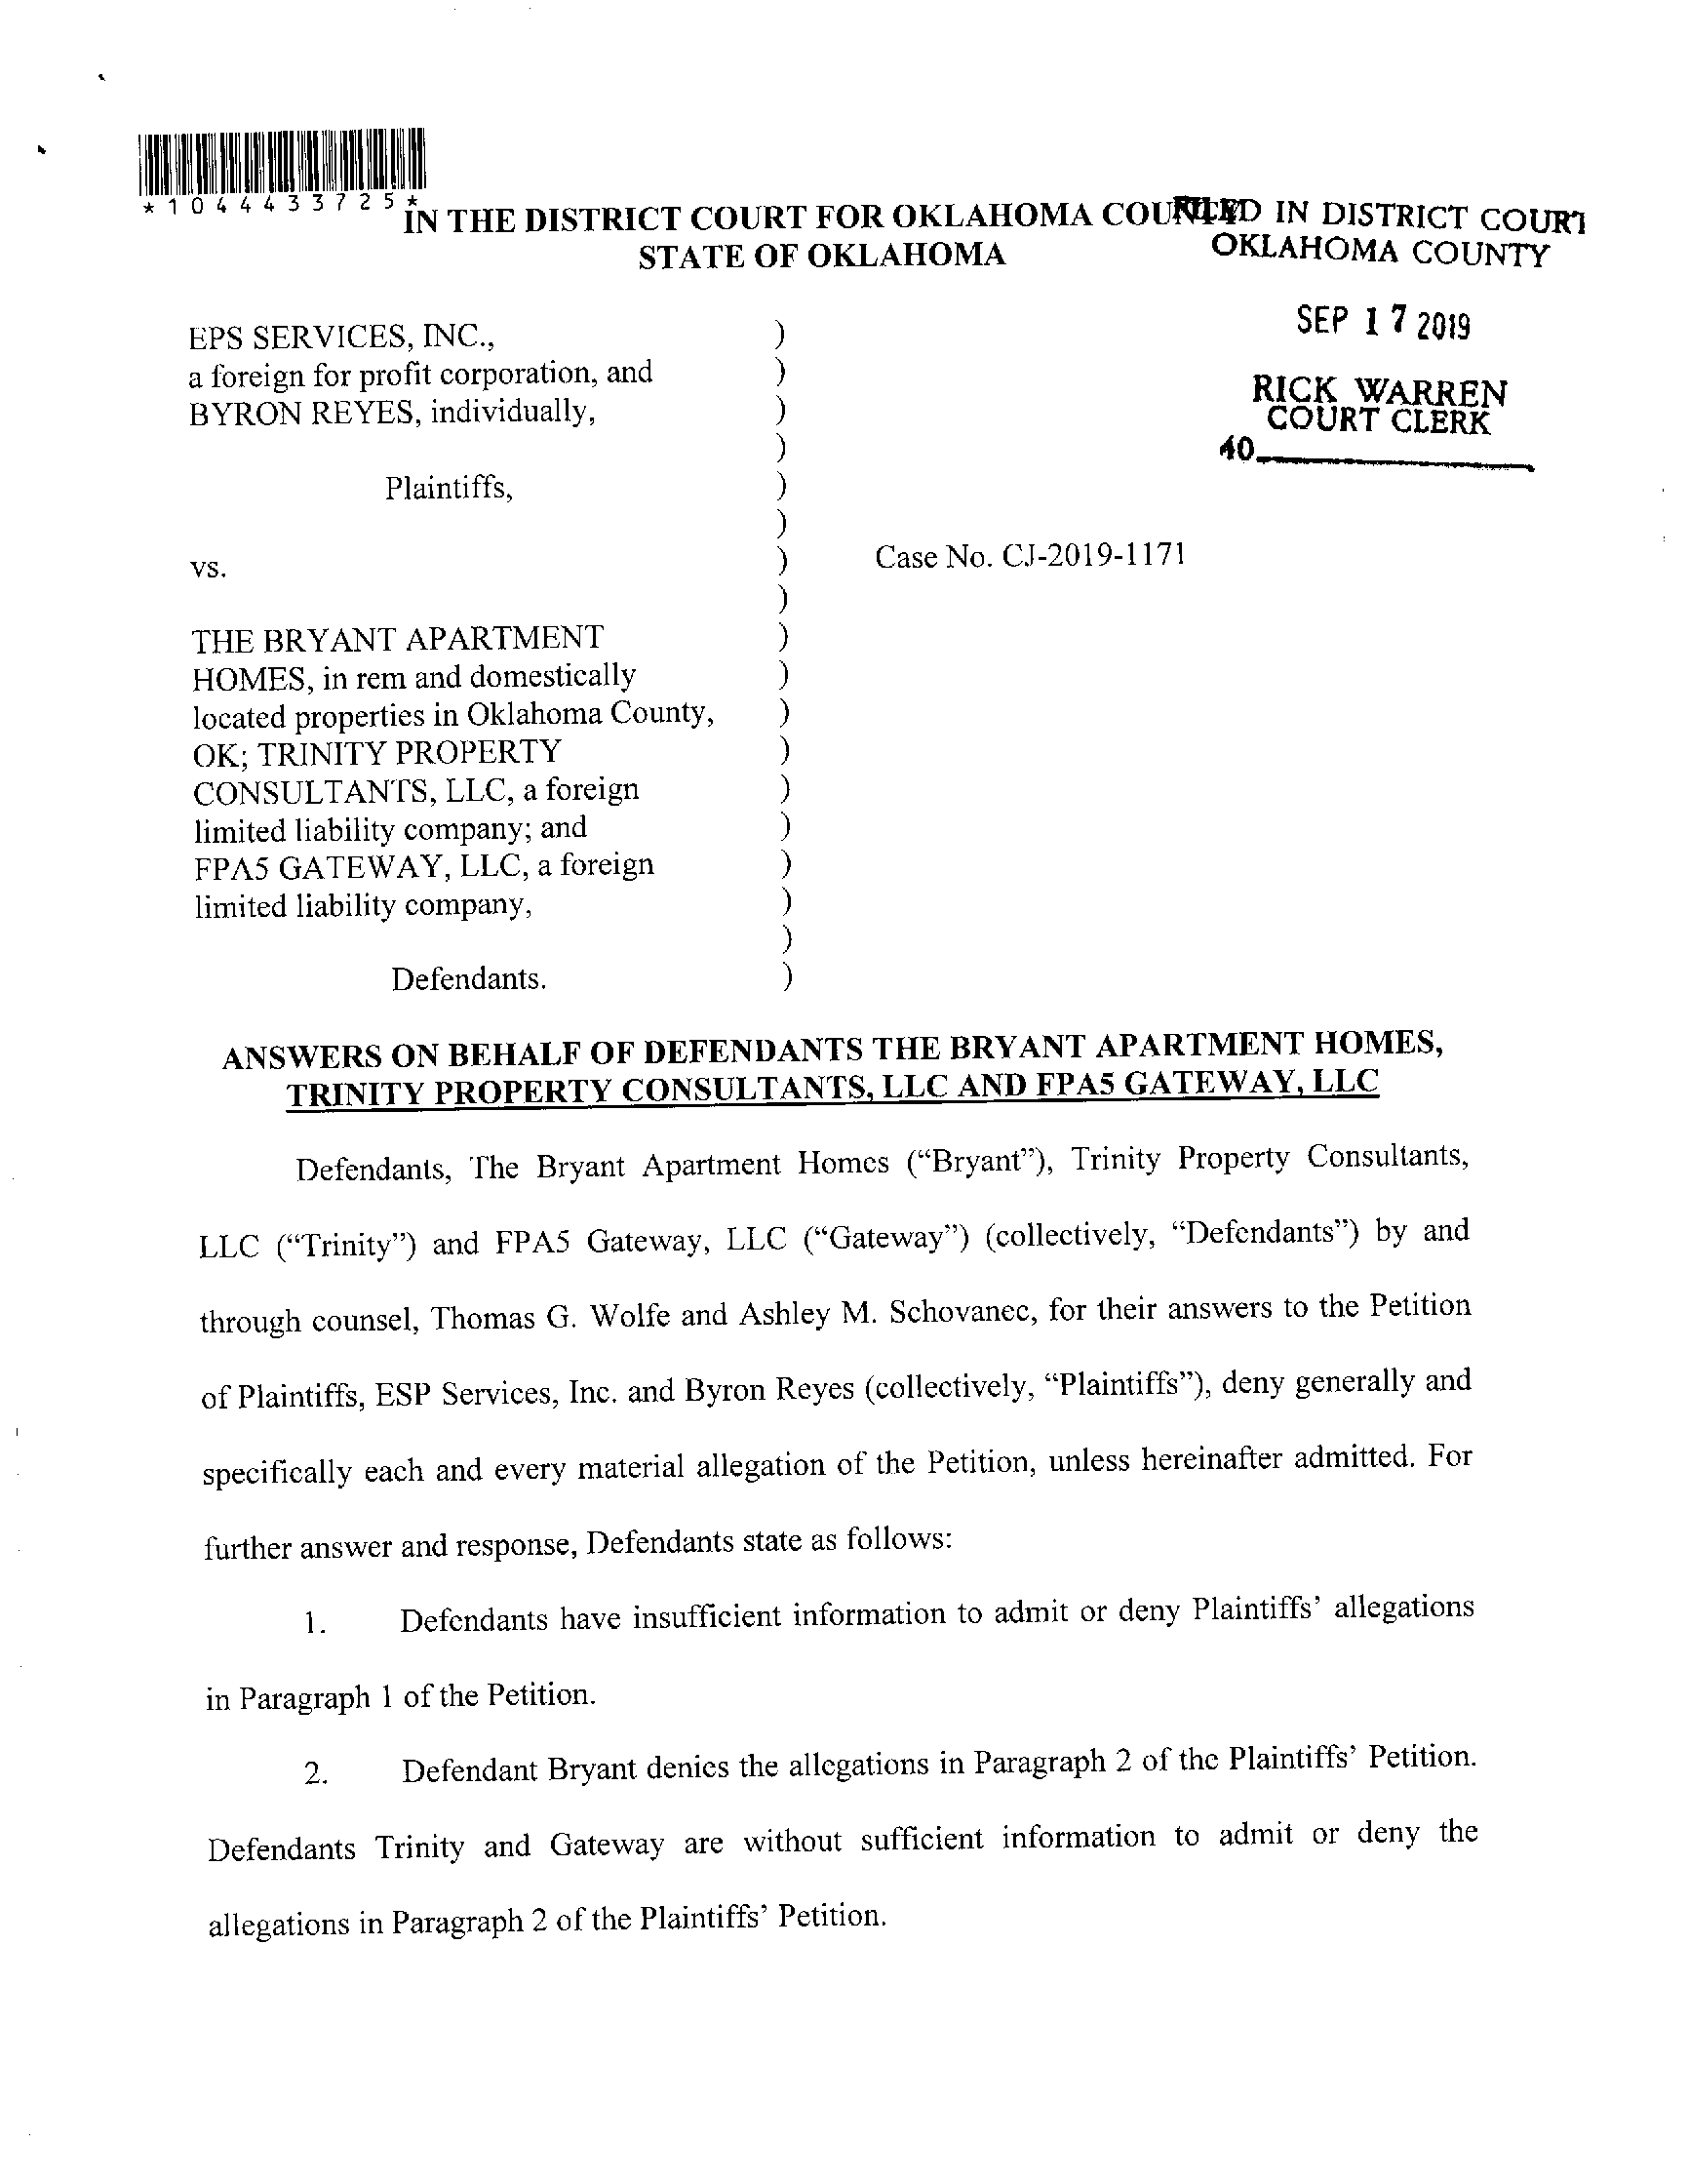 *1044433725*
IN THE DISTRICT COURT FOR OKLAHOMA COUNTY
STATE OF OKLAHOMA
FILED IN DISTRICT COURT
OKLAHOMA COUNTY
SEP 17 2019
RICK WARREN
COURT CLERK
40
EPS SERVICES, INC., )
a foreign for profit corporation, and )
BYRON REYES, individually, )
)
Plaintiffs, )
)
vs. ) Case No. CJ-2019-1171
)
THE BRYANT APARTMENT )
HOMES, in rem and domestically )
located properties in Oklahoma County, )
OK; TRINITY PROPERTY )
CONSULTANTS, LLC, a foreign )
limited liability company; and )
FPA5 GATEWAY, LLC, a foreign )
limited liability company, )
)
Defendants. )
ANSWERS ON BEHALF OF DEFENDANTS THE BRYANT APARTMENT HOMES,
TRINITY PROPERTY CONSULTANTS, LLC AND FPA5 GATEWAY, LLC
Defendants, The Bryant Apartment Homes (“Bryant”), Trinity Property Consultants,
LLC (“Trinity”) and FPA5 Gateway, LLC (“Gateway”) (collectively, “Defendants”) by and
through counsel, Thomas G. Wolfe and Ashley M. Schovanec, for their answers to the Petition
of Plaintiffs, ESP Services, Inc. and Byron Reyes (collectively, “Plaintiffs”), deny generally and
specifically each and every material allegation of the Petition, unless hereinafter admitted. For
further answer and response, Defendants state as follows:
1. Defendants have insufficient information to admit or deny Plaintiffs’ allegations
in Paragraph 1 of the Petition.
2. Defendant Bryant denies the allegations in Paragraph 2 of the Plaintiffs’ Petition.
Defendants Trinity and Gateway are without sufficient information to admit or deny the
allegations in Paragraph 2 of the Plaintiffs’ Petition.